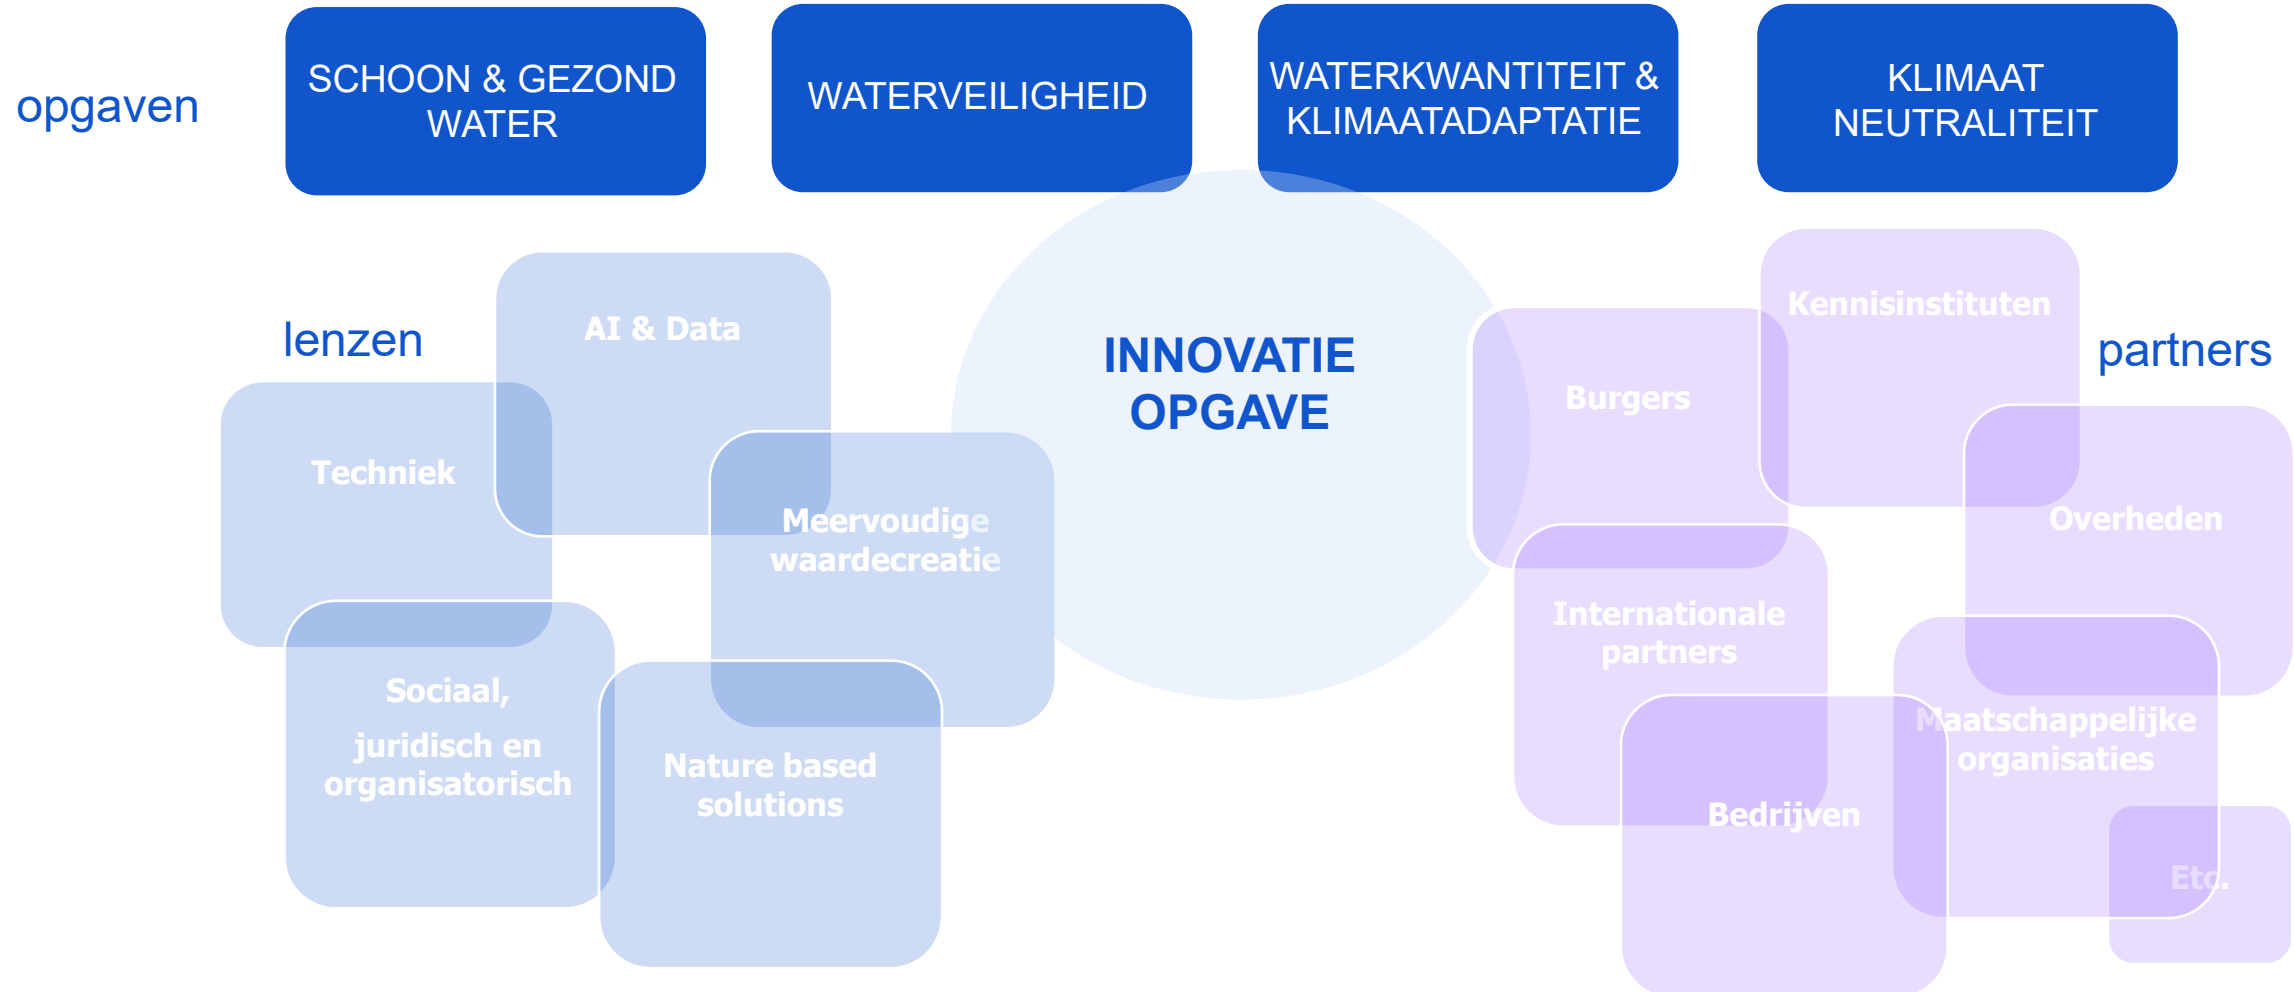 opgaven
SCHOON & GEZOND
WATER
WATERVEILIGHEID
WATERKWANTITEIT &
KLIMAATADAPTATIE
KLIMAAT
NEUTRALITEIT
lenzen
AI & Data
Techniek
Meervoudige
waardecreatie
Sociaal,
juridisch en
organisatorisch
Nature based
solutions
INNOVATIE
OPGAVE
partners
Kennisinstituten
Burgers
Overheden
Internationale
partners
Maatschappelijke
organisaties
Bedrijven
Etc.